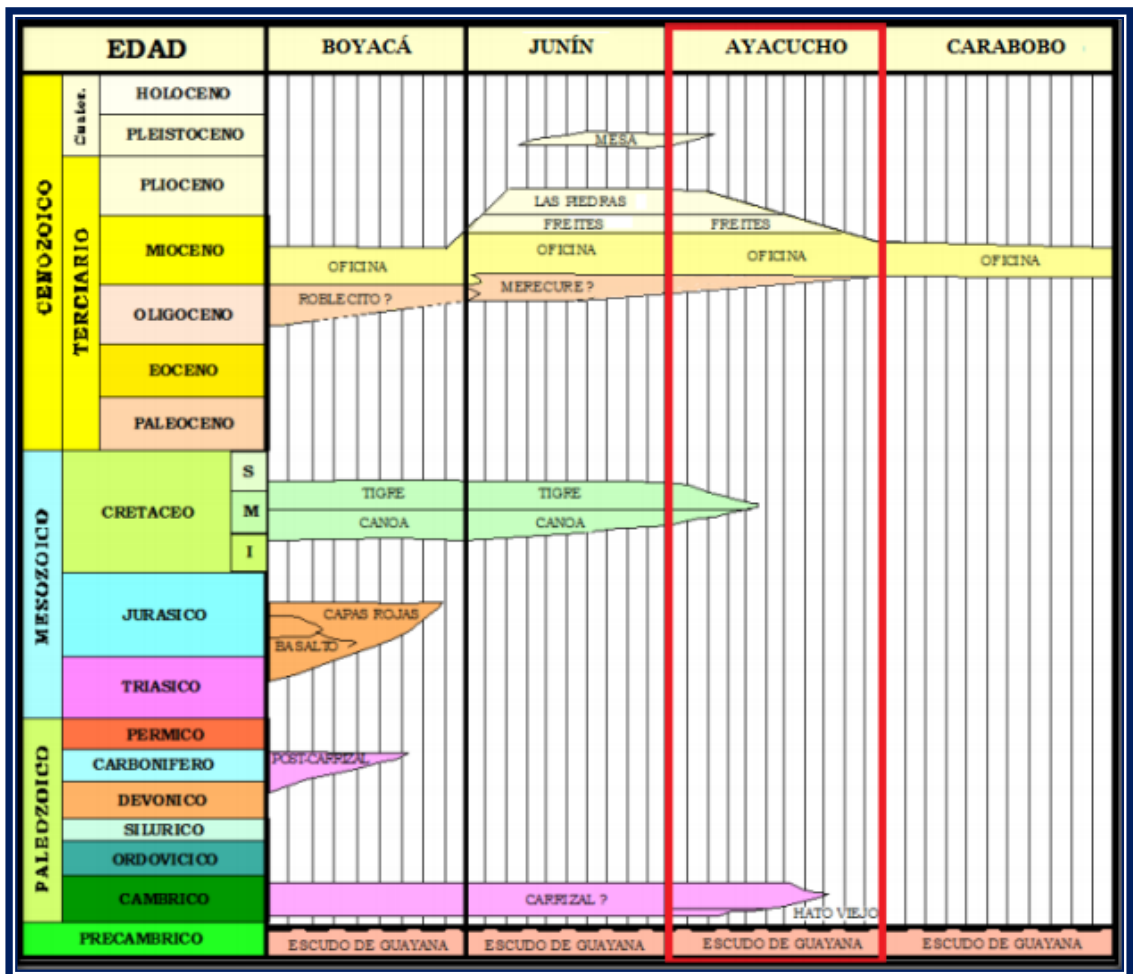 EDAD
BOYACÁ
JUNÍN
AYACUCHO
CARABOBO
CENOZOICO
Cuater.
HOLOCENO
PLEISTOCENO
MESA
TERCIARIO
PLIOCENO
LAS PIEDRAS
FREITES
FREITES
MIOCENO
OFICINA
OFICINA
OFICINA
OFICINA
MERECURE ?
ROBLECITO ?
OLIGOCENO
EOCENO
PALEOCENO
MESOZOICO
CRETACEO
S
M
I
TIGRE
TIGRE
CANOA
CANOA
JURASICO
CAPAS ROJAS
BASALTO
TRIASICO
PALEOZOICO
PERMICO
CARBONIFERO
POST-CARRIZAL
DEVONICO
SILURICO
ORDOVICICO
CAMBRICO
CARRIZAL ?
HATO VIEJO
PRECAMBRICO
ESCUDO DE GUAYANA
ESCUDO DE GUAYANA
ESCUDO DE GUAYANA
ESCUDO DE GUAYANA